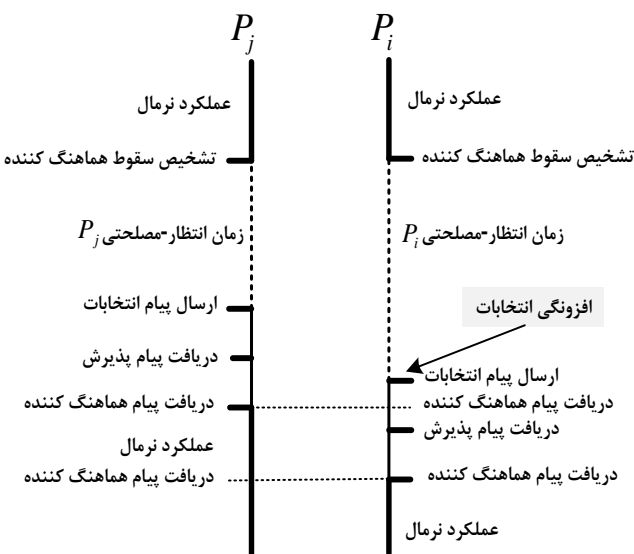 P_j
P_i
عملکرد نرمال
عملکرد نرمال
تشخیص سقوط هماهنگ کننده
تشخیص سقوط هماهنگ کننده
زمان انتظار-مصلحتی P_j
زمان انتظار-مصلحتی P_i
ارسال پیام انتخابات
افزونگی انتخابات
دریافت پیام پذیرش
ارسال پیام انتخابات
دریافت پیام هماهنگ کننده
دریافت پیام هماهنگ کننده
دریافت پیام پذیرش
عملکرد نرمال
دریافت پیام هماهنگ کننده
دریافت پیام هماهنگ کننده
عملکرد نرمال